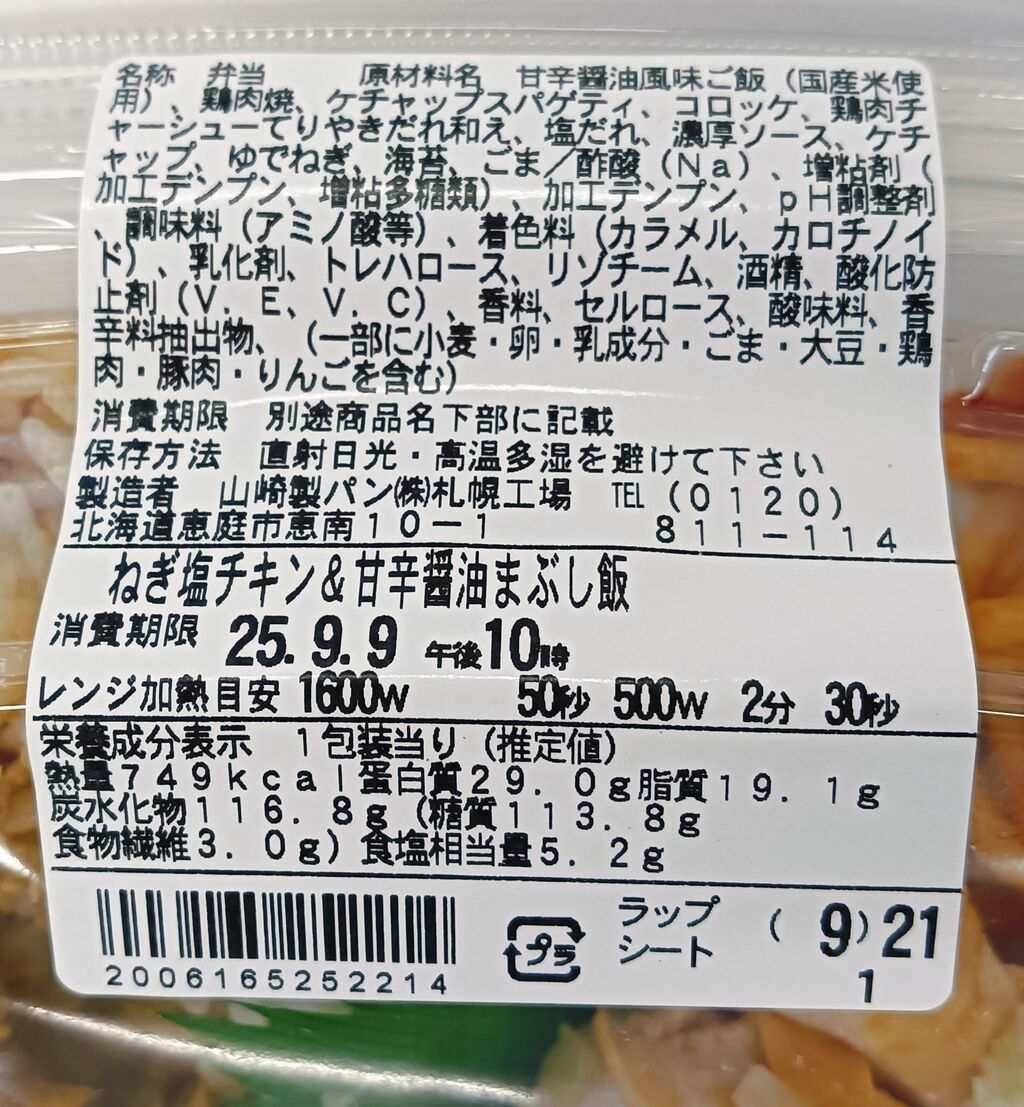 名称　弁当　　　原材料名　甘辛醤油風味ご飯（国産米使
用）、鶏肉焼、ケチャップスパゲティ、コロッケ、鶏肉チ
ャーシューてりやきだれ和え、塩だれ、濃厚ソース、ケチ
ャップ、ゆでねぎ、海苔、ごま／酢酸（Ｎａ）、増粘剤（
加工デンプン、増粘多糖類）、加工デンプン、ｐＨ調整剤
、調味料（アミノ酸等）、着色料（カラメル、カロチノイ
ド）、乳化剤、トレハロース、リゾチーム、酒精、酸化防
止剤（Ｖ．Ｅ、Ｖ．Ｃ）、香料、セルロース、酸味料、香
辛料抽出物、（一部に小麦・卵・乳成分・ごま・大豆・鶏
肉・豚肉・りんごを含む）
消費期限　別途商品名下部に記載
保存方法　直射日光・高温多湿を避けて下さい
製造者　山崎製パン㈱札幌工場　TEL（０１２０）
北海道恵庭市恵南１０－１　　　　　８１１－１１４
ねぎ塩チキン＆甘辛醤油まぶし飯
消費期限 25.9.9 午後10時
レンジ加熱目安 1600W　50秒 500W　2分 30秒
栄養成分表示　１包装当り（推定値）
熱量７４９ｋｃａｌ蛋白質２９．０ｇ脂質１９．１ｇ
炭水化物１１６．８ｇ（糖質１１３．８ｇ
食物繊維３．０ｇ）食塩相当量５．２ｇ
ラップ
シート
プラ
（ 9）21
1
2006165252214